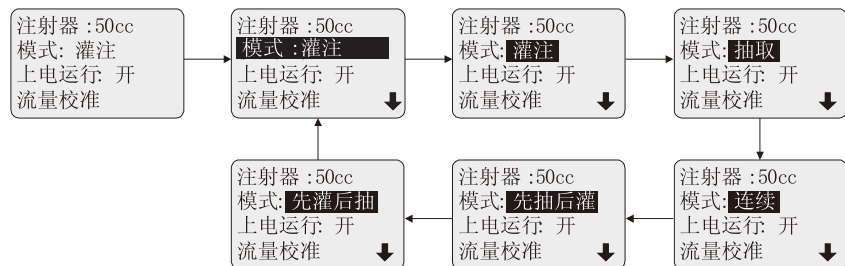 注射器 :50cc
模式: 灌注
上电运行: 开
流量校准
注射器 :50cc
模式 :灌注
上电运行: 开
流量校准
注射器 :50cc
模式: 灌注
上电运行: 开
流量校准
注射器 :50cc
模式: 抽取
上电运行: 开
流量校准
注射器 :50cc
模式: 先灌后抽
上电运行: 开
流量校准
注射器 :50cc
模式: 先抽后灌
上电运行: 开
流量校准
注射器 :50cc
模式: 连续
上电运行: 开
流量校准